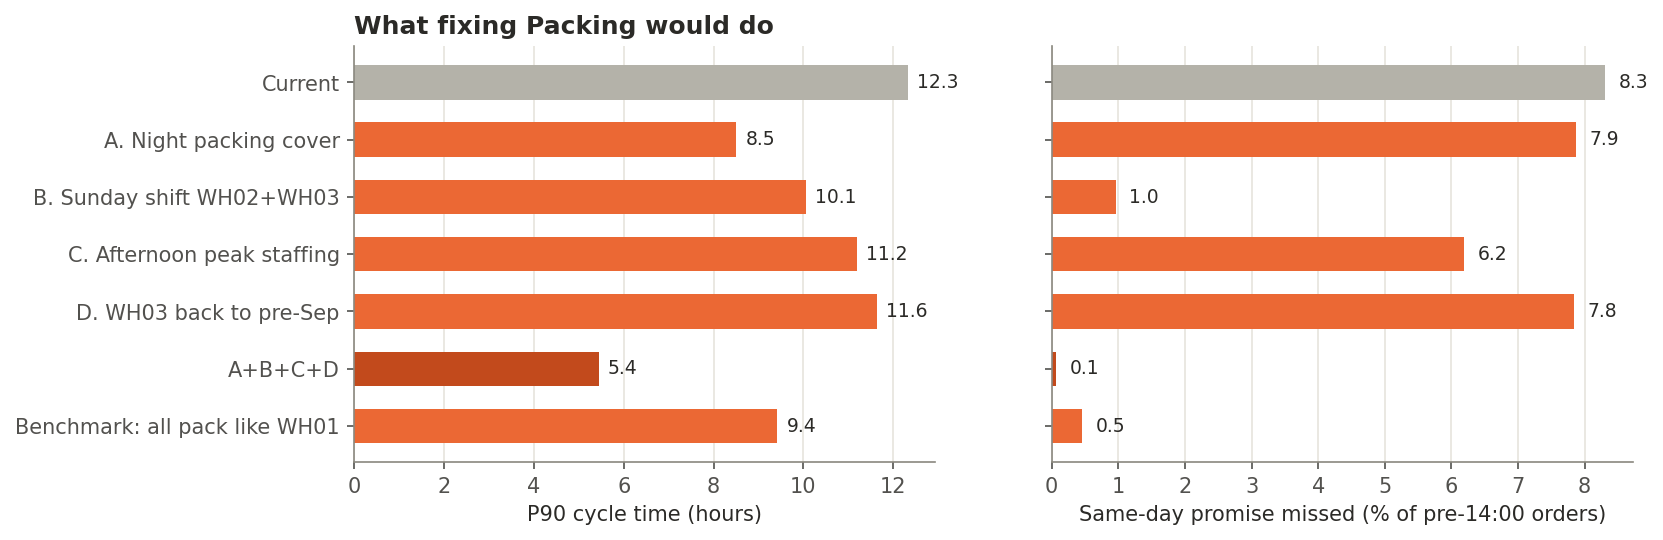 What fixing Packing would do
Current
12.3
8.3
A. Night packing cover
8.5
7.9
B. Sunday shift WH02+WH03
10.1
1.0
C. Afternoon peak staffing
11.2
6.2
D. WH03 back to pre-Sep
11.6
7.8
A+B+C+D
5.4
0.1
Benchmark: all pack like WH01
9.4
0.5
0 2 4 6 8 10 12
0 1 2 3 4 5 6 7 8
P90 cycle time (hours)
Same-day promise missed (% of pre-14:00 orders)